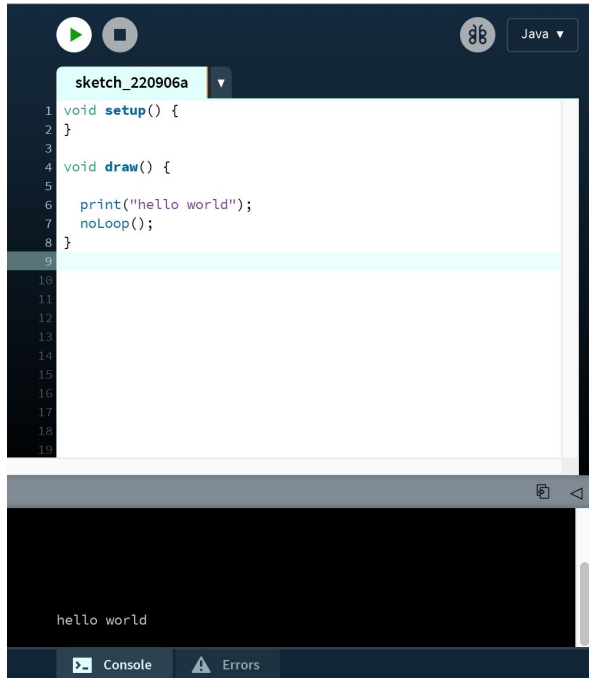 Java ▼
sketch_220906a ▼
1 void setup() {
2 }
3
4 void draw() {
5
6   print("hello world");
7   noLoop();
8 }
9
10
11
12
13
14
15
16
17
18
19
hello world
>_ Console Errors